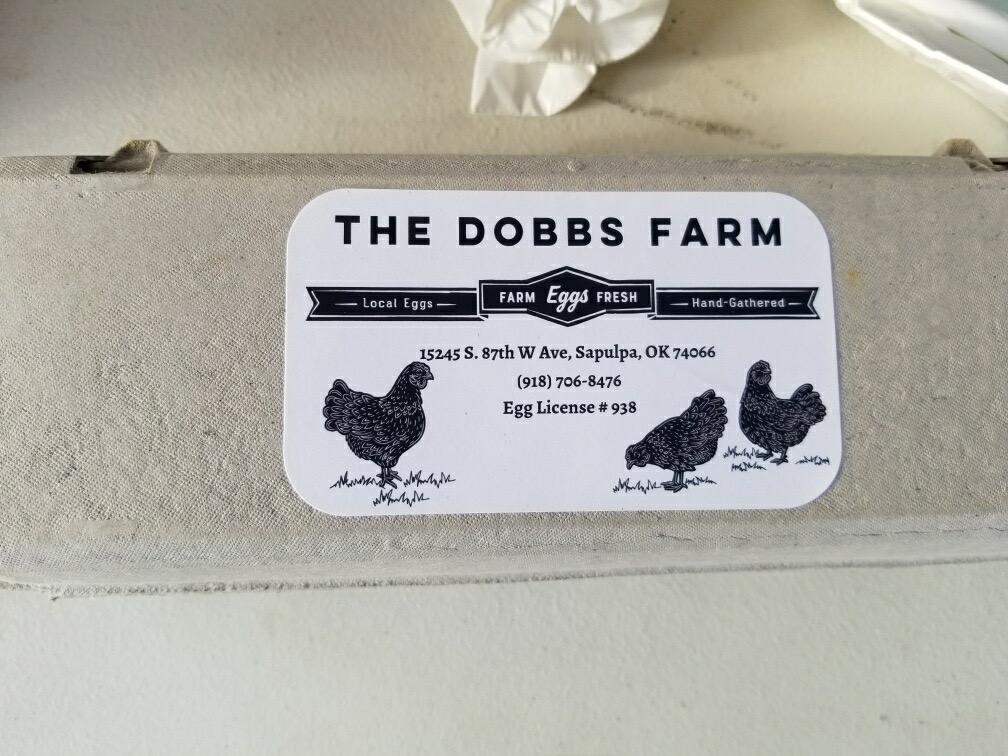 THE DOBBS FARM
Local Eggs FARM Eggs FRESH Hand-Gathered
15245 S. 87th W Ave, Sapulpa, OK 74066
(918) 706-8476
Egg License # 938